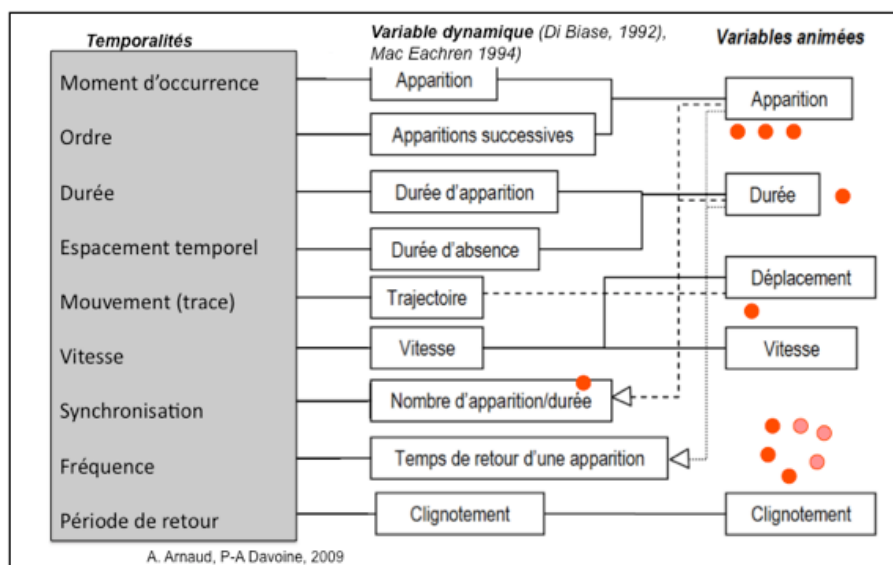 Temporalités
Variable dynamique (Di Biase, 1992),
Mac Eachren 1994)
Variables animées
Moment d'occurrence
Apparition
Apparition
Ordre
Apparitions successives
Durée
Durée d'apparition
Durée
Espacement temporel
Durée d'absence
Déplacement
Mouvement (trace)
Trajectoire
Vitesse
Vitesse
Vitesse
Synchronisation
Nombre d'apparition/durée
Fréquence
Temps de retour d'une apparition
Période de retour
Clignotement
Clignotement
A. Arnaud, P-A Davoine, 2009